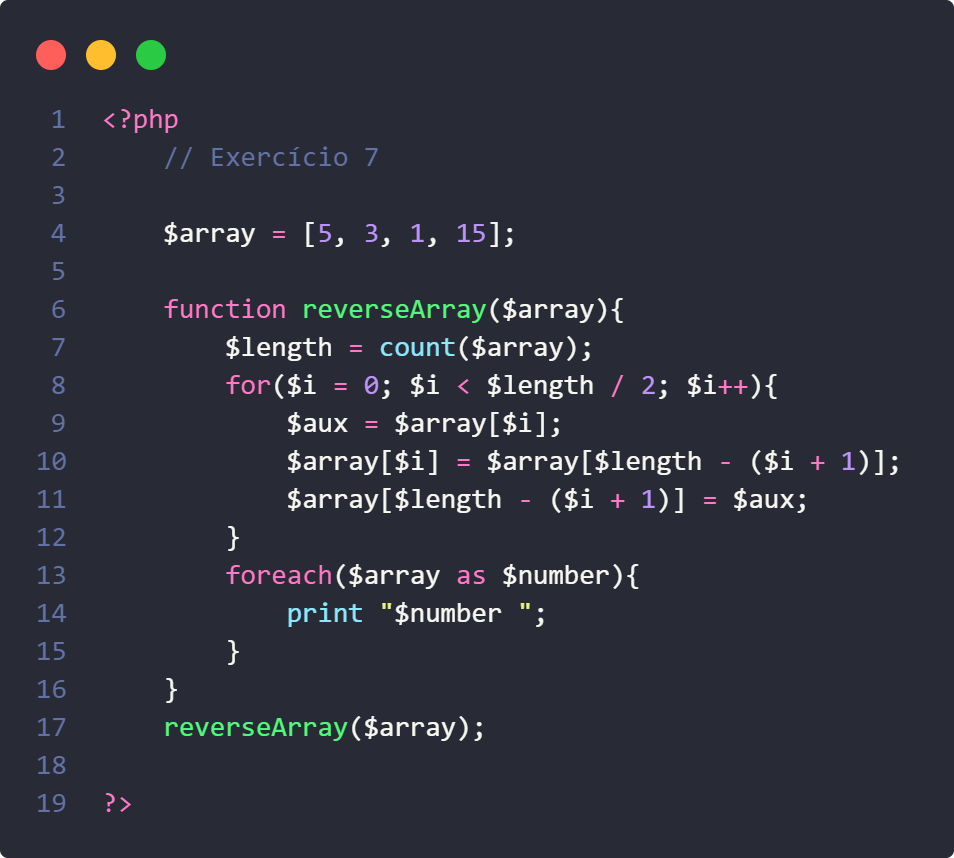 1 <?php
2     // Exercício 7
3
4     $array = [5, 3, 1, 15];
5
6     function reverseArray($array){
7         $length = count($array);
8         for($i = 0; $i < $length / 2; $i++){
9             $aux = $array[$i];
10             $array[$i] = $array[$length - ($i + 1)];
11             $array[$length - ($i + 1)] = $aux;
12         }
13         foreach($array as $number){
14             print "$number ";
15         }
16     }
17     reverseArray($array);
18
19 ?>